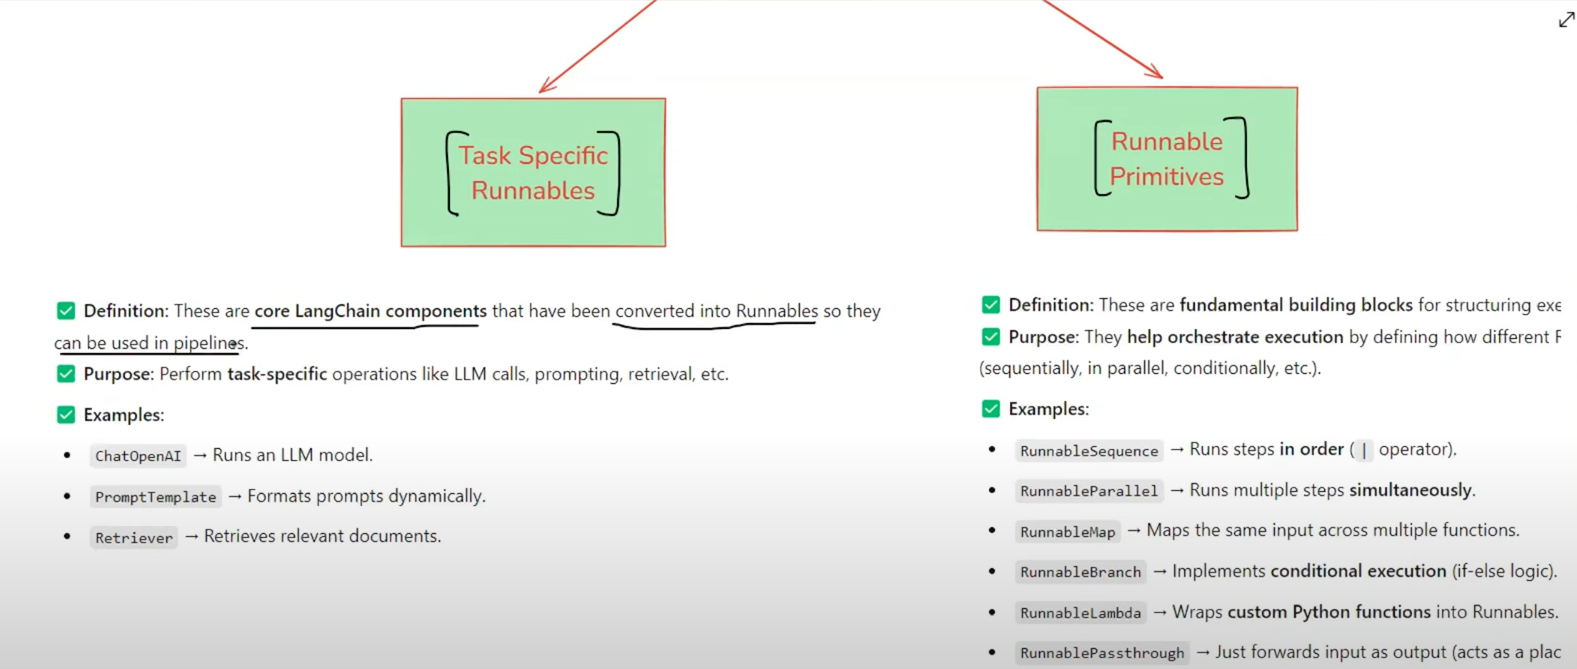 Task Specific
Runnables
Runnable
Primitives
✅ Definition: These are core LangChain components that have been converted into Runnables so they
can be used in pipelines.
✅ Purpose: Perform task-specific operations like LLM calls, prompting, retrieval, etc.
✅ Examples:
• ChatOpenAI → Runs an LLM model.
• PromptTemplate → Formats prompts dynamically.
• Retriever → Retrieves relevant documents.
✅ Definition: These are fundamental building blocks for structuring exe
✅ Purpose: They help orchestrate execution by defining how different
(sequentially, in parallel, conditionally, etc.).
✅ Examples:
• RunnableSequence → Runs steps in order ( | operator).
• RunnableParallel → Runs multiple steps simultaneously.
• RunnableMap → Maps the same input across multiple functions.
• RunnableBranch → Implements conditional execution (if-else logic).
• RunnableLambda → Wraps custom Python functions into Runnables.
• RunnablePassthrough → Just forwards input as output (acts as a plac